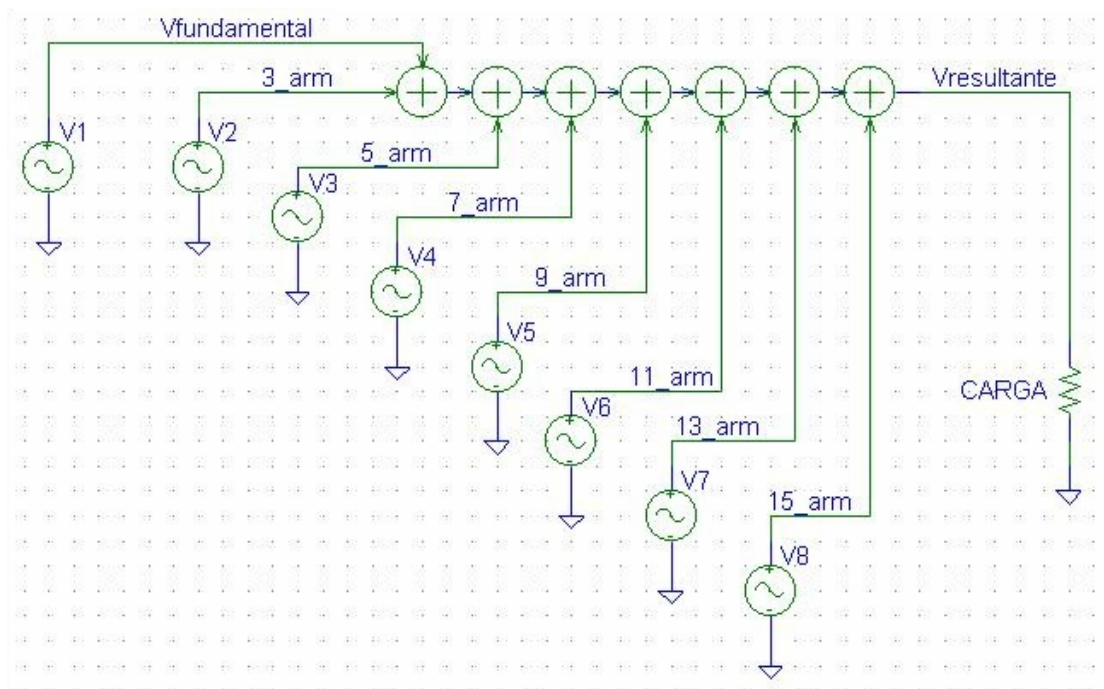 Vfundamental
3_arm
Vresultante
V1
V2
5_arm
V3
7_arm
V4
9_arm
V5
11_arm
CARGA
V6
13_arm
V7
15_arm
V8